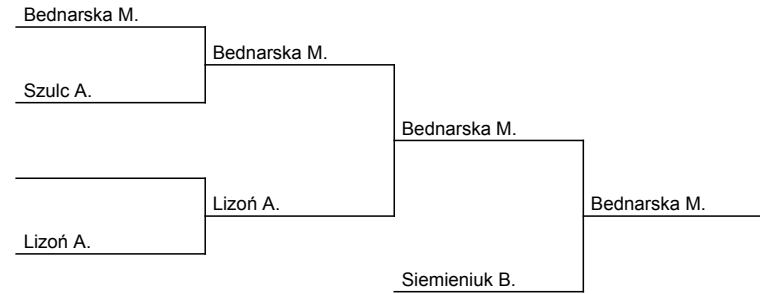 Bednarska M.
Bednarska M.
Szulc A.
Bednarska M.
Lizoń A.
Bednarska M.
Lizoń A.
Siemieniuk B.